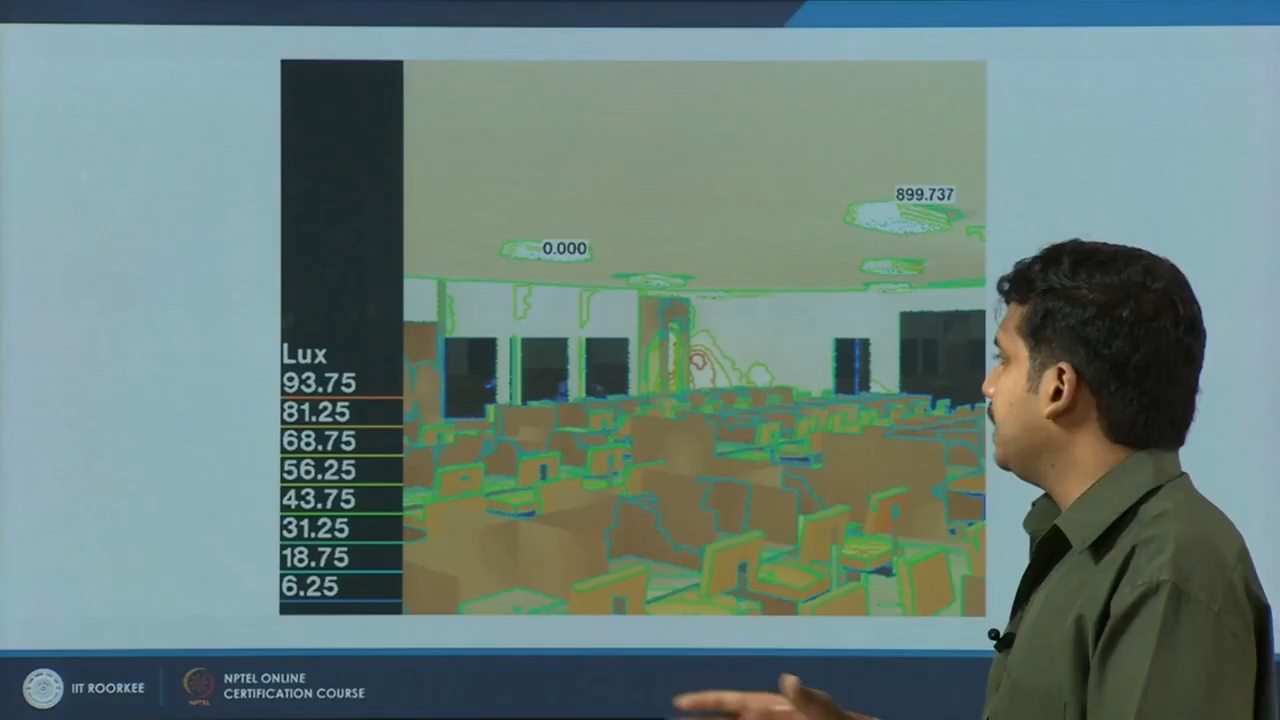 899.737
0.000
Lux
93.75
81.25
68.75
56.25
43.75
31.25
18.75
6.25
IIT ROORKEE
NPTEL
NPTEL ONLINE
CERTIFICATION COURSE